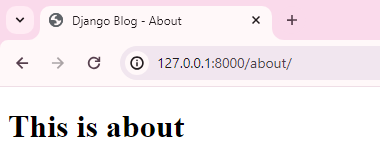 Django Blog - About
127.0.0.1:8000/about/
This is about